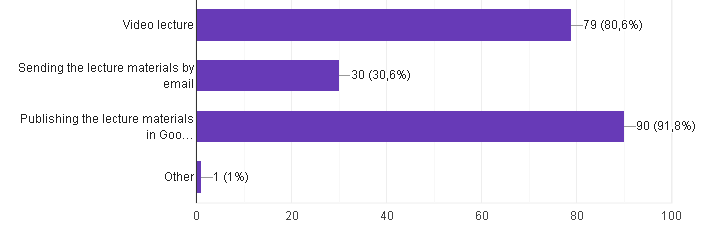 Video lecture
79 (80,6%)
Sending the lecture materials by
email
30 (30,6%)
Publishing the lecture materials
in Goo…
90 (91,8%)
Other
1 (1%)
0 20 40 60 80 100